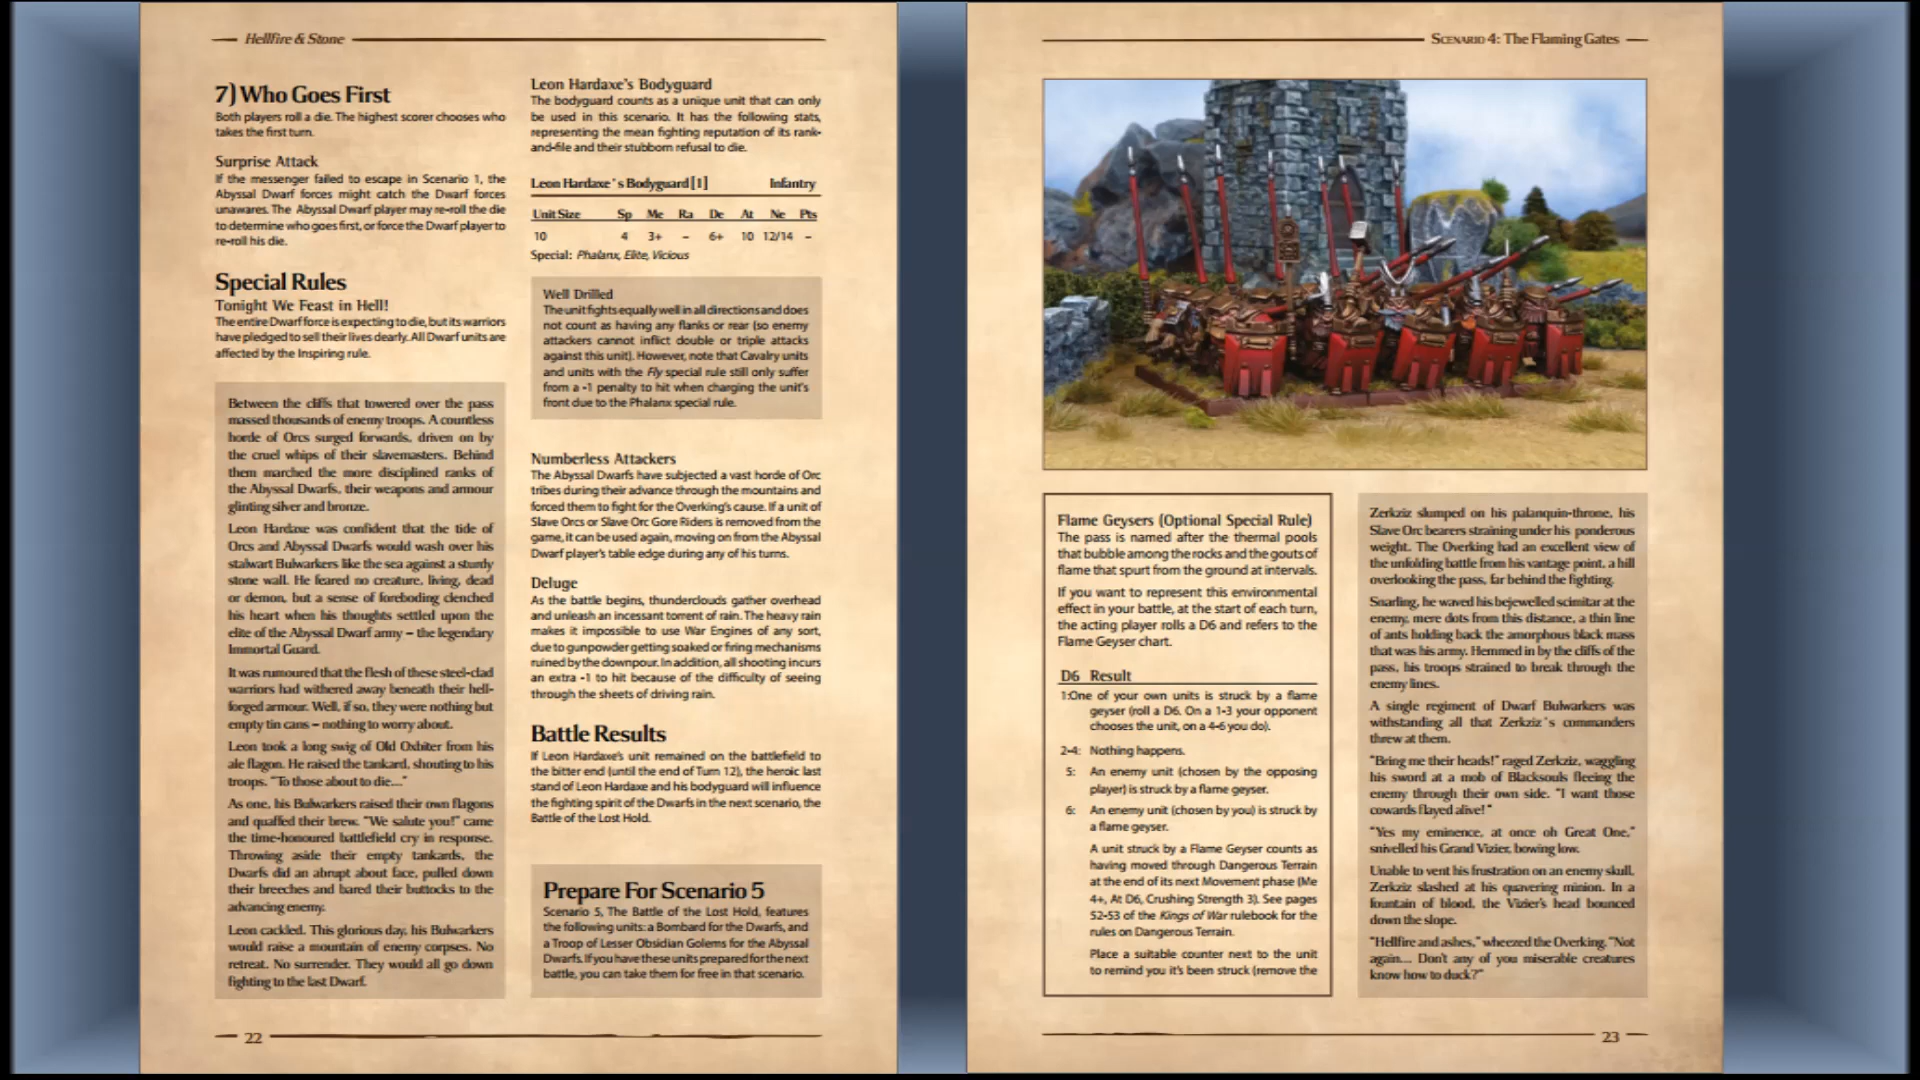 Hellfire & Stone
7) Who Goes First
Both players roll a die. The highest scorer chooses who
takes the first turn.
Surprise Attack
If the messenger failed to escape in Scenario 1, the
Abyssal Dwarf forces might catch the Dwarf forces
unawares. The Abyssal Dwarf player may re-roll the die
to determine who goes first, or force the Dwarf player to
re-roll his die.
Special Rules
Tonight We Feast in Hell!
The entire Dwarf force is expecting to die, but its warriors
have pledged to sell their lives dearly. All Dwarf units are
affected by the Inspiring rule.
Between the cliffs that towered over the pass
massed thousands of enemy troops. A countless
horde of Orcs surged forwards, driven on by
the cruel whips of their slavemasters. Behind
them marched the more disciplined ranks of
the Abyssal Dwarfs, their weapons and armour
glinting silver and bronze.
Leon Hardaxe was confident that the tide of
Orcs and Abyssal Dwarfs would wash over his
stalwart Bulwarkers like the sea against a sturdy
stone wall. He feared no creature, living, dead
or demon, but a sense of foreboding clenched
his heart when his thoughts settled upon the
elite of the Abyssal Dwarf army – the legendary
Immortal Guard.
It was rumoured that the flesh of these steel-clad
warriors had withered away beneath their hell-
forged armour. Well, if so, they were nothing but
empty tin cans – nothing to worry about.
Leon took a long swig of Old Oxbiter from his
ale flagon. He raised the tankard, shouting to his
troops. "To those about to die..."
As one, his Bulwarkers raised their own flagons
and quaffed their brew. "We salute you!" came
the time-honoured battlefield cry in response.
Throwing aside their empty tankards, the
Dwarfs did an abrupt about face, pulled down
their breeches and bared their buttocks to the
advancing enemy.
Leon cackled. This glorious day, his Bulwarkers
would raise a mountain of enemy corpses. No
retreat. No surrender. They would all go down
fighting to the last Dwarf.
22
Leon Hardaxe's Bodyguard
The bodyguard counts as a unique unit that can only
be used in this scenario. It has the following stats,
representing the mean fighting reputation of its rank-
and-file and their stubborn refusal to die.
Leon Hardaxe's Bodyguard [1] Infantry
Unit Size Sp Me Ra De At Ne Pts
10 4 3+ – 6+ 10 12/14 –
Special: Phalanx, Elite, Vicious
Well Drilled
The unit fights equally well in all directions and does
not count as having any flanks or rear (so enemy
attackers cannot inflict double or triple attacks
against this unit). However, note that Cavalry units
and units with the Fly special rule still only suffer
from a -1 penalty to hit when charging the unit's
front due to the Phalanx special rule.
Numberless Attackers
The Abyssal Dwarfs have subjected a vast horde of Orc
tribes during their advance through the mountains and
forced them to fight for the Overking's cause. If a unit of
Slave Orcs or Slave Orc Gore Riders is removed from the
game, it can be used again, moving on from the Abyssal
Dwarf player's table edge during any of his turns.
Deluge
As the battle begins, thunderclouds gather overhead
and unleash an incessant torrent of rain. The heavy rain
makes it impossible to use War Engines of any sort,
due to gunpowder getting soaked or firing mechanisms
ruined by the downpour. In addition, all shooting incurs
an extra -1 to hit because of the difficulty of seeing
through the sheets of driving rain.
Battle Results
If Leon Hardaxe's unit remained on the battlefield to
the bitter end (until the end of Turn 12), the heroic last
stand of Leon Hardaxe and his bodyguard will influence
the fighting spirit of the Dwarfs in the next scenario, the
Battle of the Lost Hold.
Prepare For Scenario 5
Scenario 5, The Battle of the Lost Hold, features
the following units: a Bombard for the Dwarfs, and
a Troop of Lesser Obsidian Golems for the Abyssal
Dwarfs. If you have these units prepared for the next
battle, you can take them for free in that scenario.
Scenario 4: The Flaming Gates
Flame Geysers (Optional Special Rule)
The pass is named after the thermal pools
that bubble among the rocks and the gouts of
flame that spurt from the ground at intervals.
If you want to represent this environmental
effect in your battle, at the start of each turn,
the acting player rolls a D6 and refers to the
Flame Geyser chart.
D6 Result
1:One of your own units is struck by a flame
geyser (roll a D6. On a 1-3 your opponent
chooses the unit, on a 4-6 you do).
2-4: Nothing happens.
5: An enemy unit (chosen by the opposing
player) is struck by a flame geyser.
6: An enemy unit (chosen by you) is struck by
a flame geyser.
A unit struck by a Flame Geyser counts as
having moved through Dangerous Terrain
at the end of its next Movement phase (Me
4+, At D6, Crushing Strength 3). See pages
52-53 of the Kings of War rulebook for the
rules on Dangerous Terrain.
Place a suitable counter next to the unit
to remind you it's been struck (remove the
Zerkziz slumped on his palanquin-throne, his
Slave Orc bearers straining under his ponderous
weight. The Overking had an excellent view of
the unfolding battle from his vantage point, a hill
overlooking the pass, far behind the fighting.
Snarling, he waved his bejewelled scimitar at the
enemy, mere dots from this distance, a thin line
of ants holding back the amorphous black mass
that was his army. Hemmed in by the cliffs of the
pass, his troops strained to break through the
enemy lines.
A single regiment of Dwarf Bulwarkers was
withstanding all that Zerkziz's commanders
threw at them.
"Bring me their heads!" raged Zerkziz, waggling
his sword at a mob of Blacksouls fleeing the
enemy through their own side. "I want those
cowards flayed alive!"
"Yes my eminence, at once oh Great One,"
snivelled his Grand Vizier, bowing low.
Unable to vent his frustration on an enemy skull,
Zerkziz slashed at his quavering minion. In a
fountain of blood, the Vizier's head bounced
down the slope.
"Hellfire and ashes," wheezed the Overking. "Not
again... Don't any of you miserable creatures
know how to duck?"
23